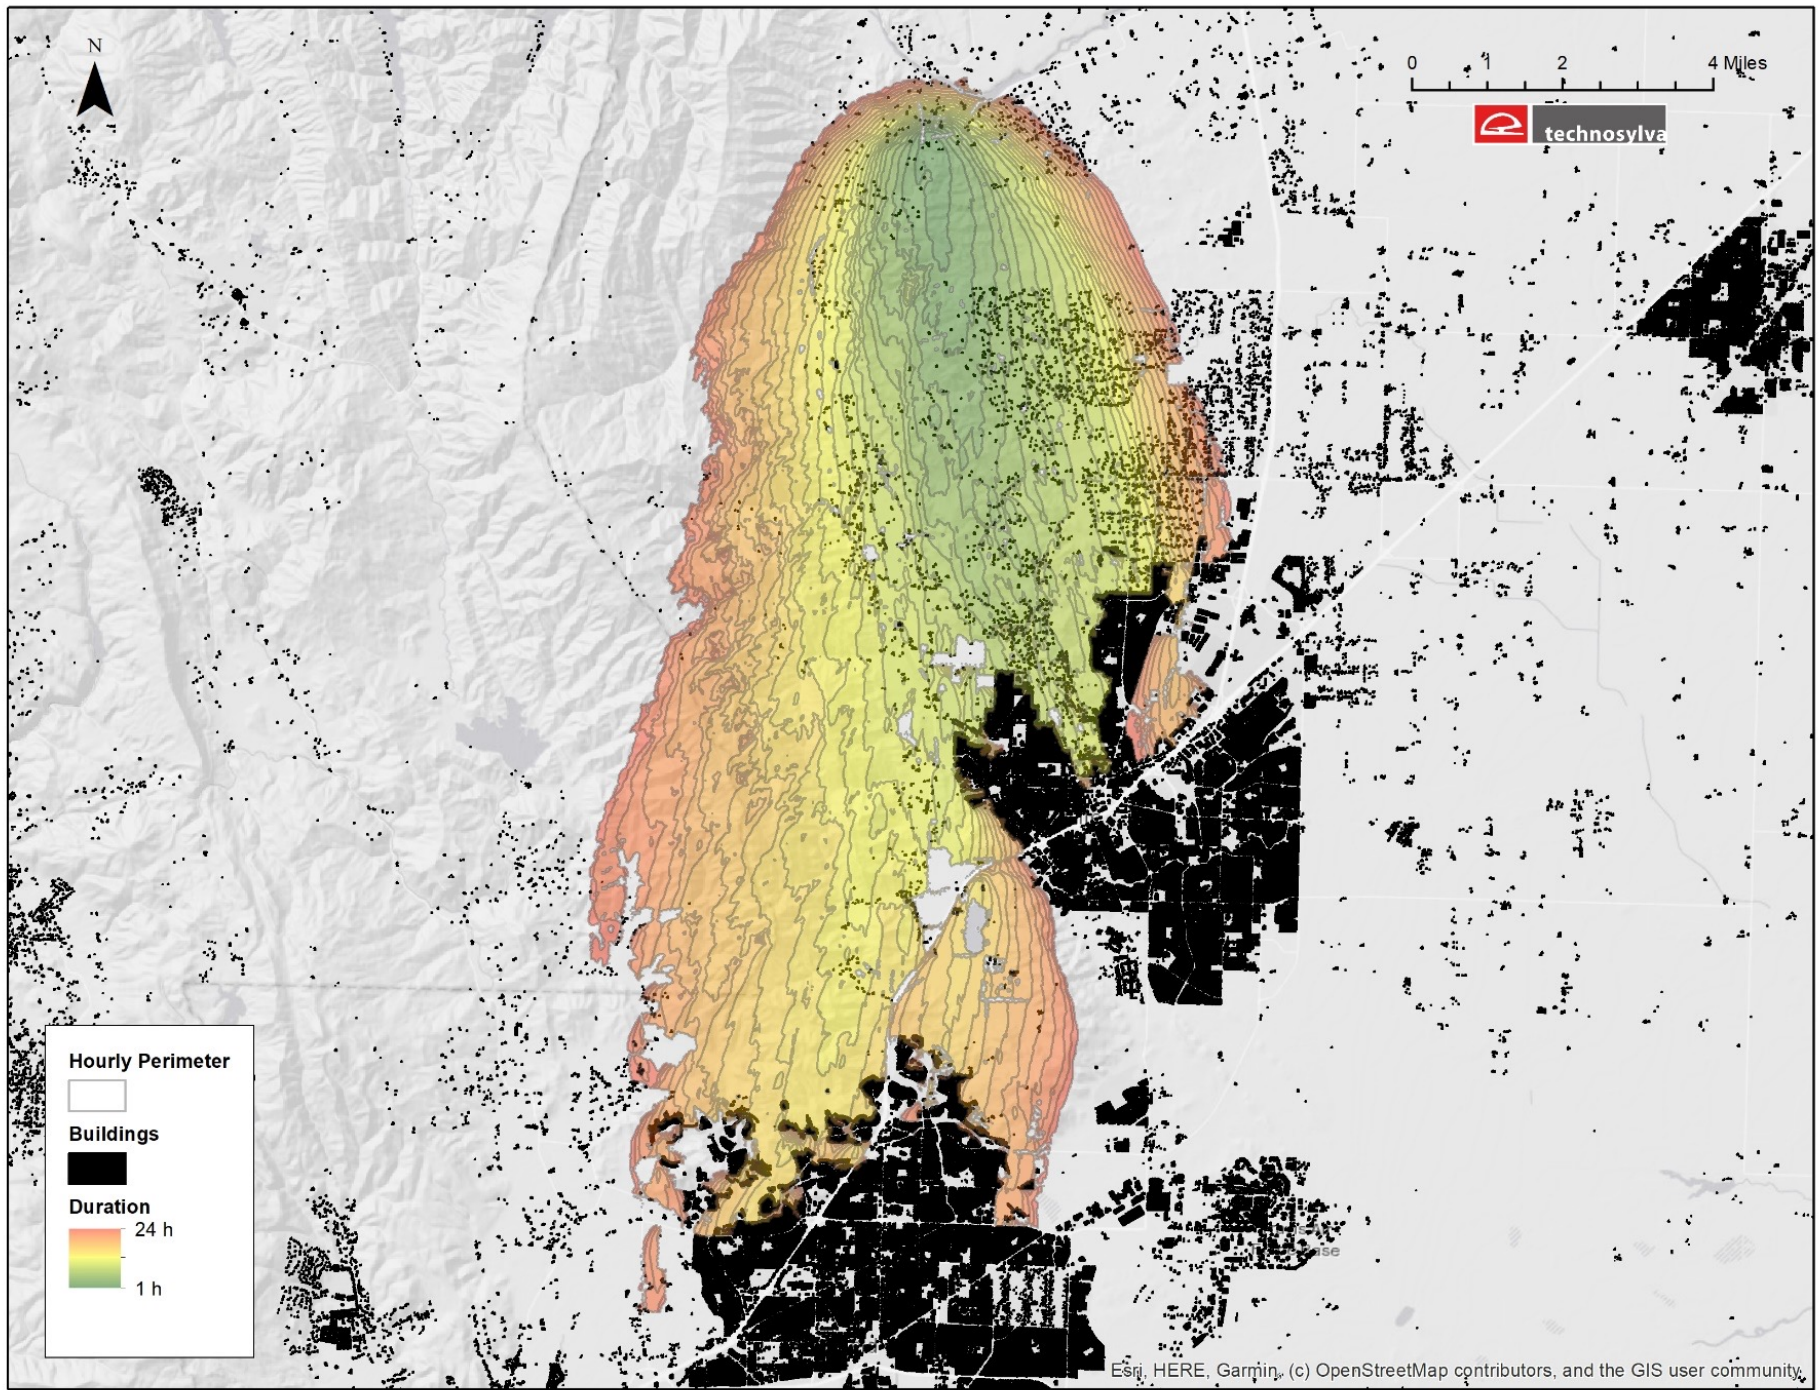 N
0 1 2 4 Miles
technosylva
Hourly Perimeter
Buildings
Duration
24 h
1 h
Esri, HERE, Garmin, (c) OpenStreetMap contributors, and the GIS user community